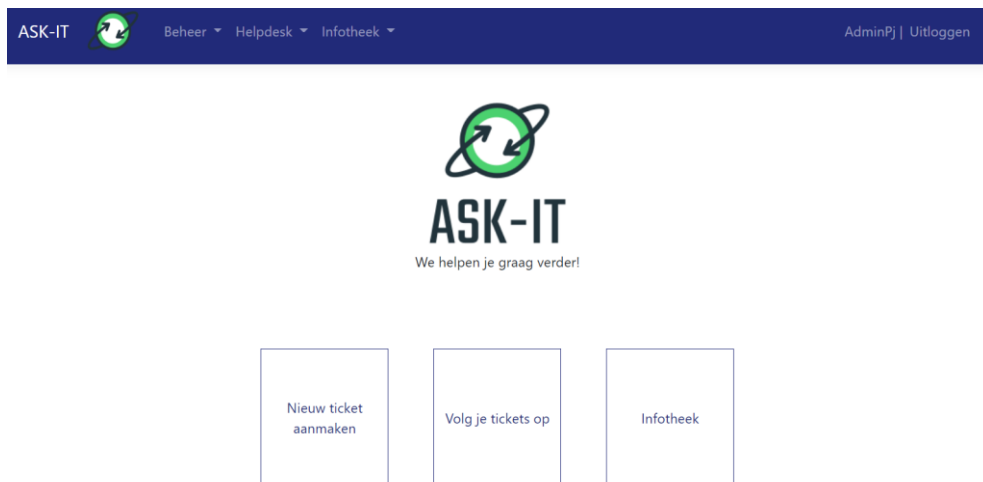 ASK-IT Beheer Helpdesk Infotheek AdminPj | Uitloggen
ASK-IT
We helpen je graag verder!
Nieuw ticket
aanmaken
Volg je tickets op
Infotheek